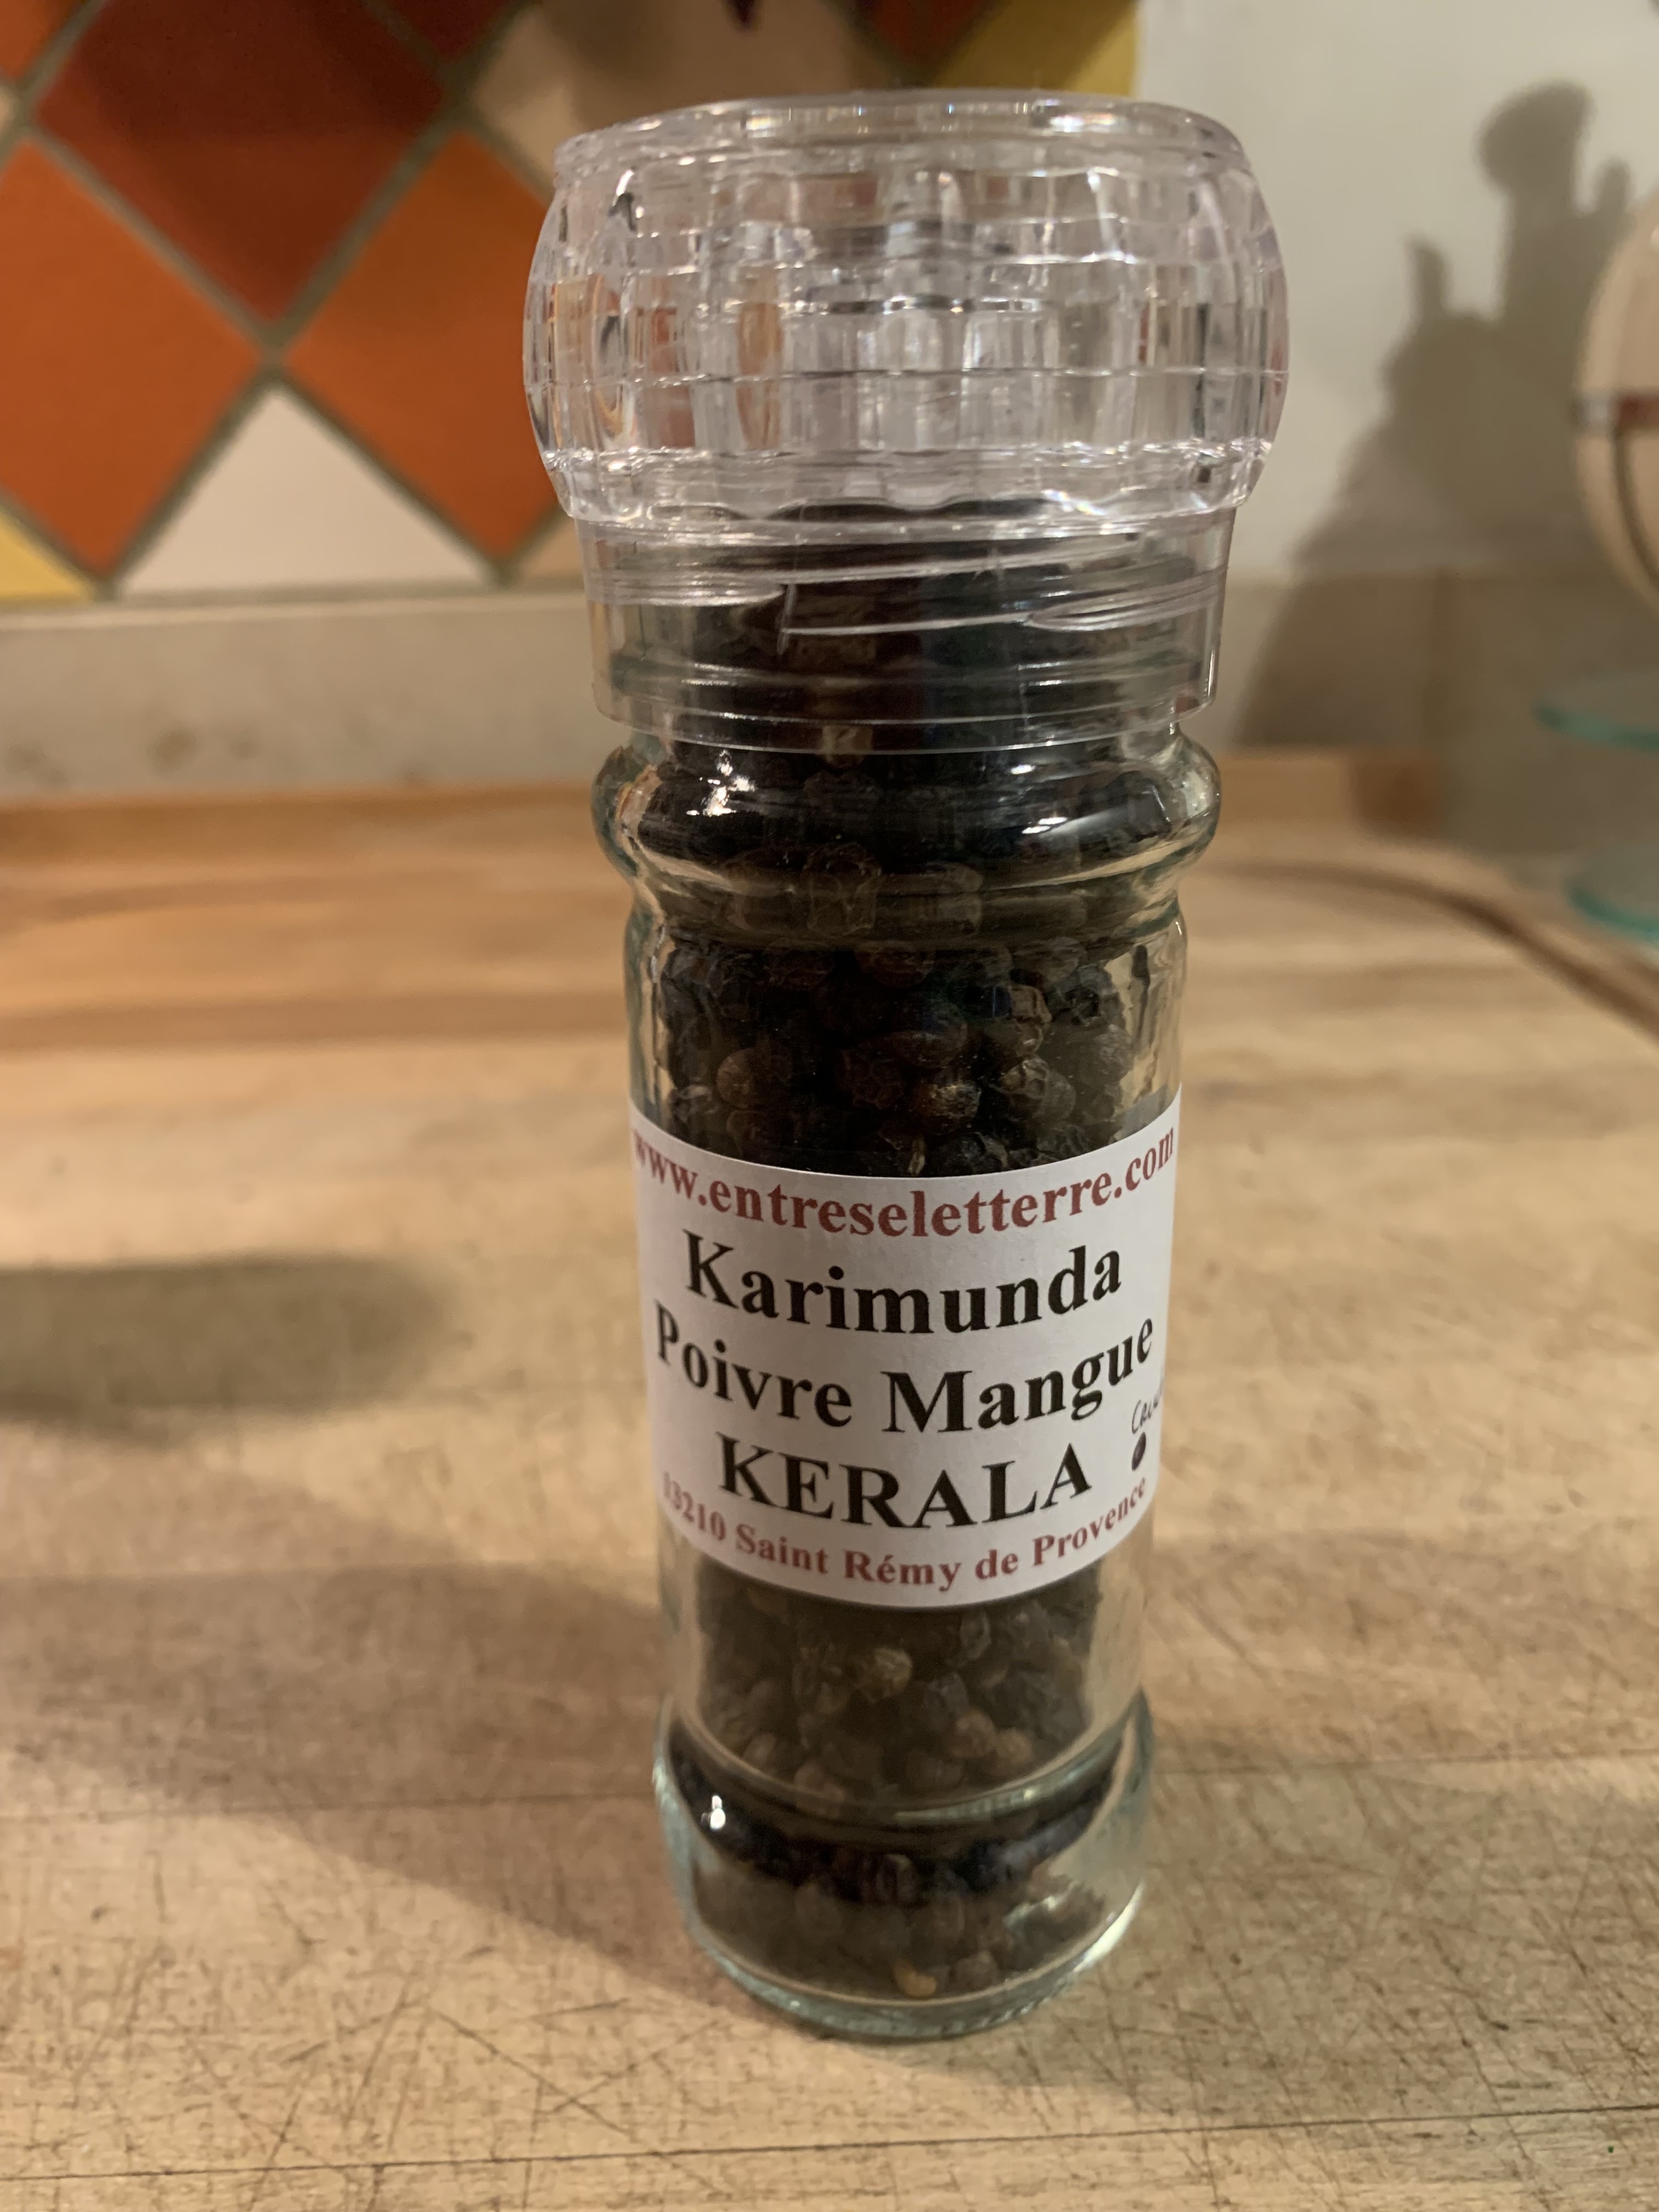 www.entreseletterre.com
Karimunda
Poivre Mangue
KERALA
13210 Saint Rémy de Provence